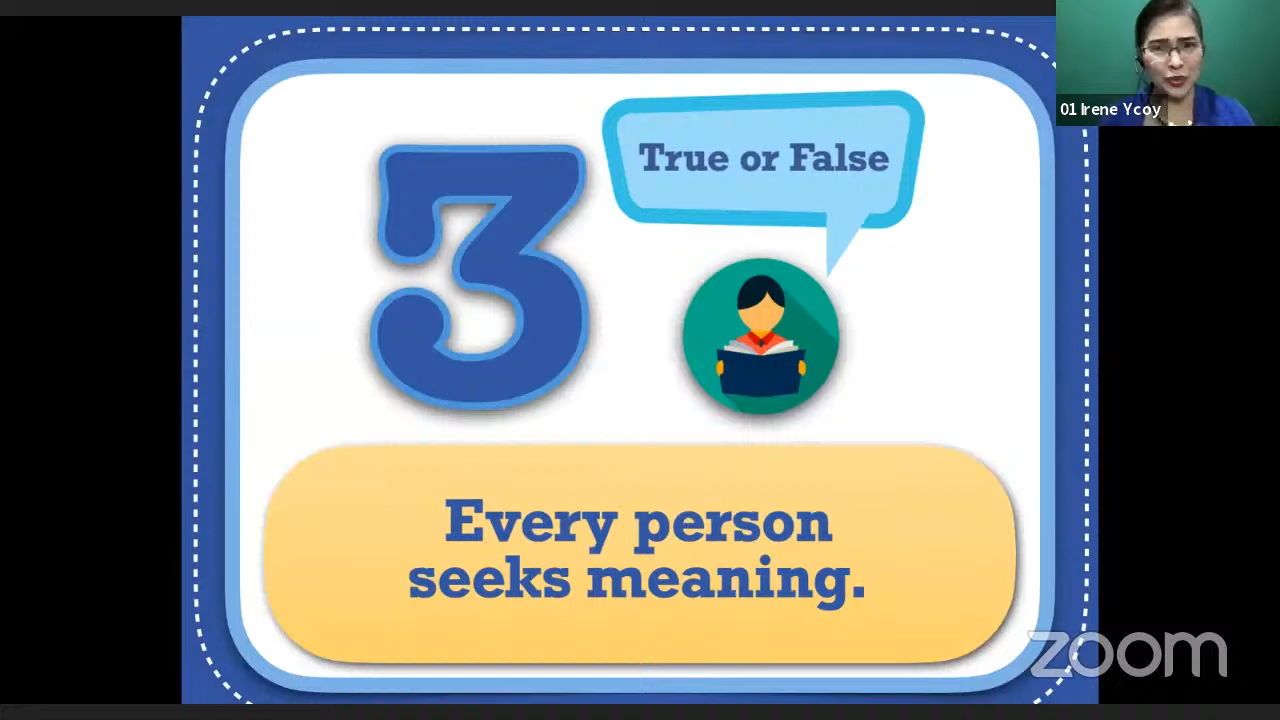 3
True or False
01 Irene Ycoy
Every person
seeks meaning.
zoom